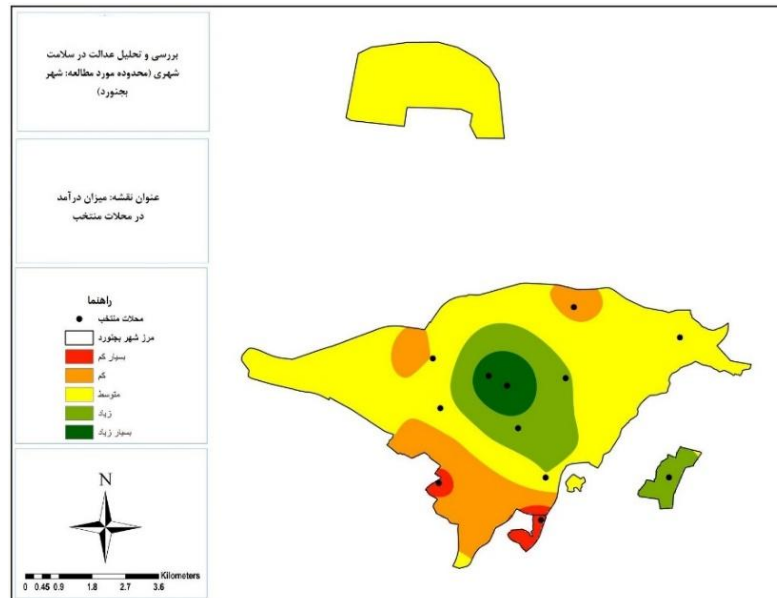 بررسی و تحلیل عدالت در سلامت
شهری (محدوده مورد مطالعه: شهر
بجنورد)
عنوان نقشه: میزان درآمد
در محلات منتخب
راهنما
محلات منتخب
مرز شهر بجنورد
بسیار کم
کم
متوسط
زیاد
بسیار زیاد
N
Kilometers
0 0.45 0.9 1.8 2.7 3.6